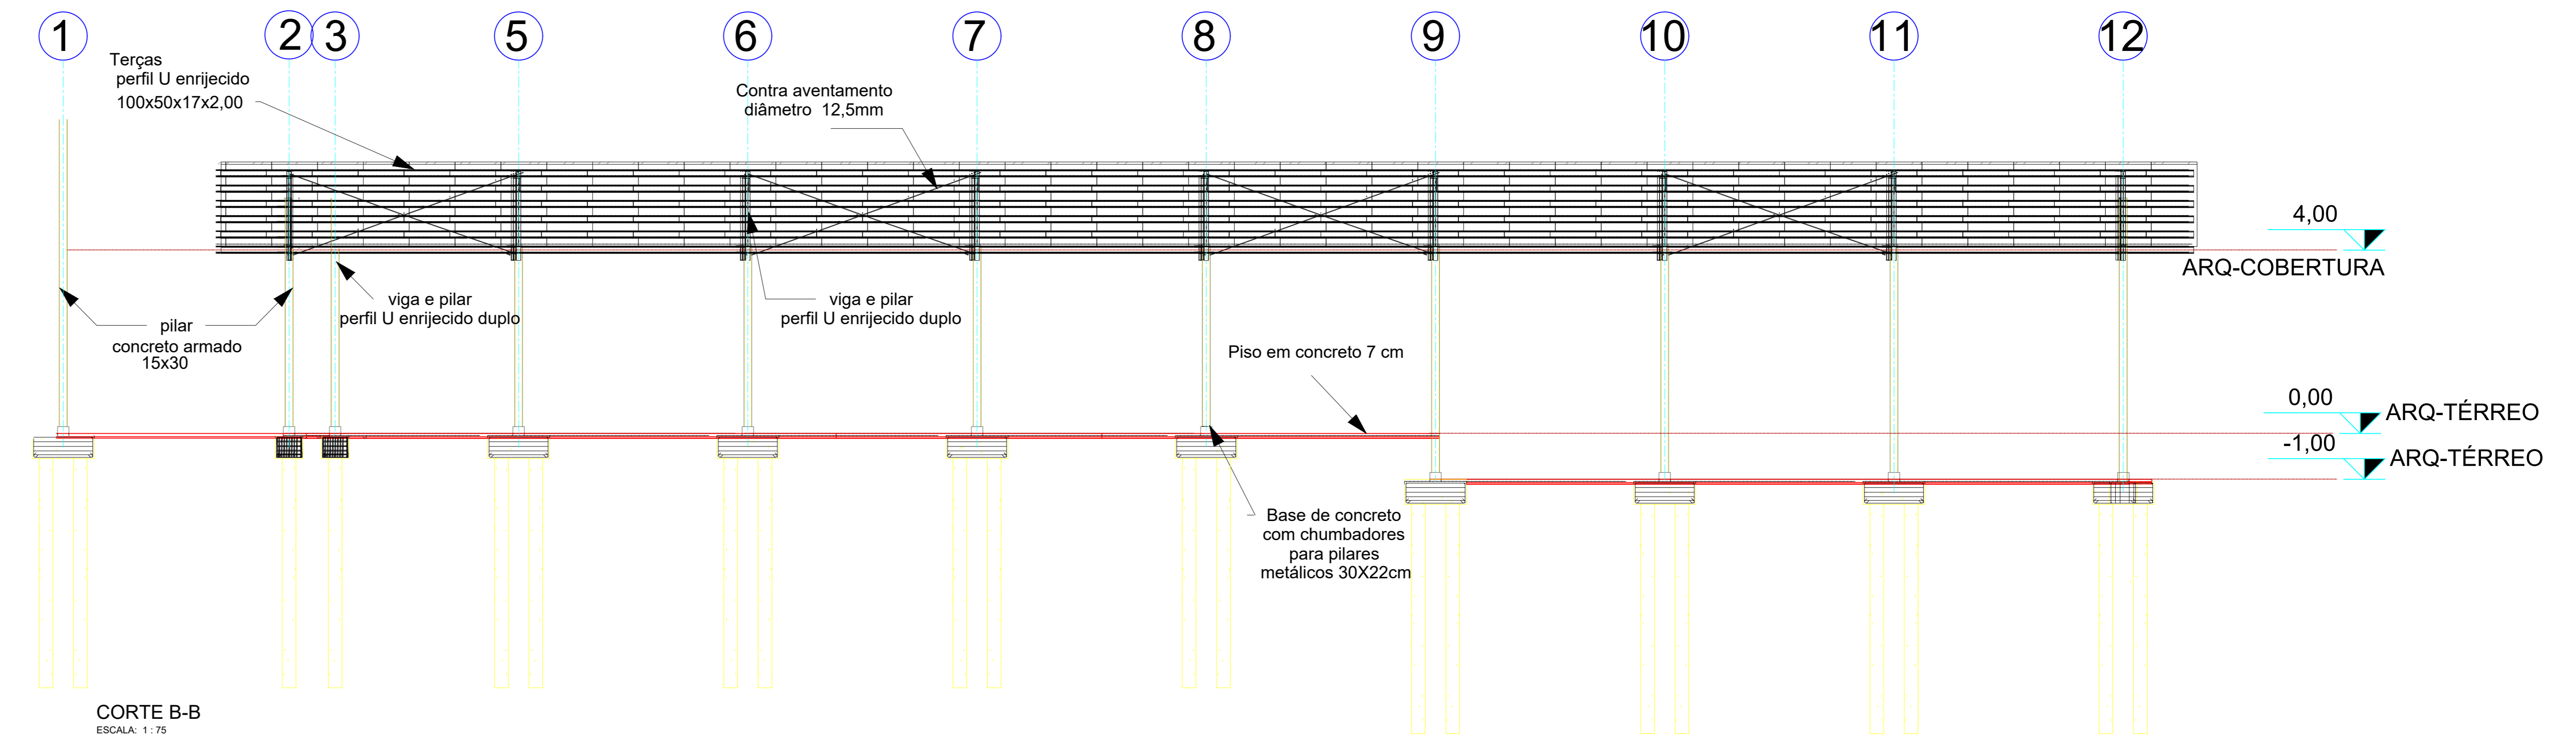 1 2 3 5 6 7 8 9 10 11 12
Terças
perfil U enrijecido
100x50x17x2,00
Contra aventamento
diâmetro 12,5mm
4,00
ARQ-COBERTURA
viga e pilar
perfil U enrijecido duplo
viga e pilar
perfil U enrijecido duplo
pilar
concreto armado
15x30
Piso em concreto 7 cm
0,00
ARQ-TÉRREO
-1,00
ARQ-TÉRREO
Base de concreto
com chumbadores
para pilares
metálicos 30X22cm
CORTE B-B
ESCALA: 1 : 75